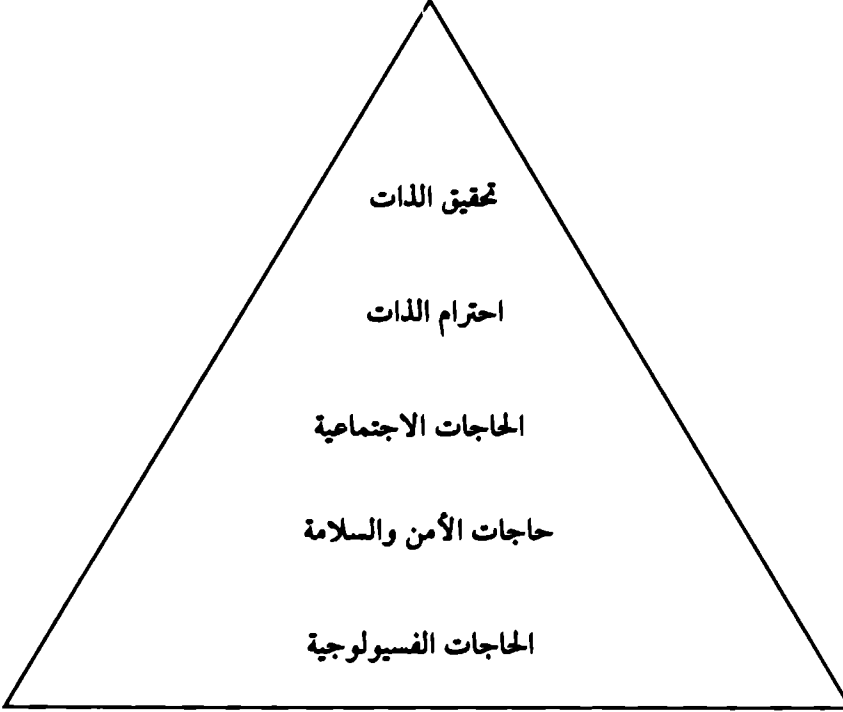 تحقيق الذات
احترام الذات
الحاجات الاجتماعية
حاجات الأمن والسلامة
الحاجات الفسيولوجية